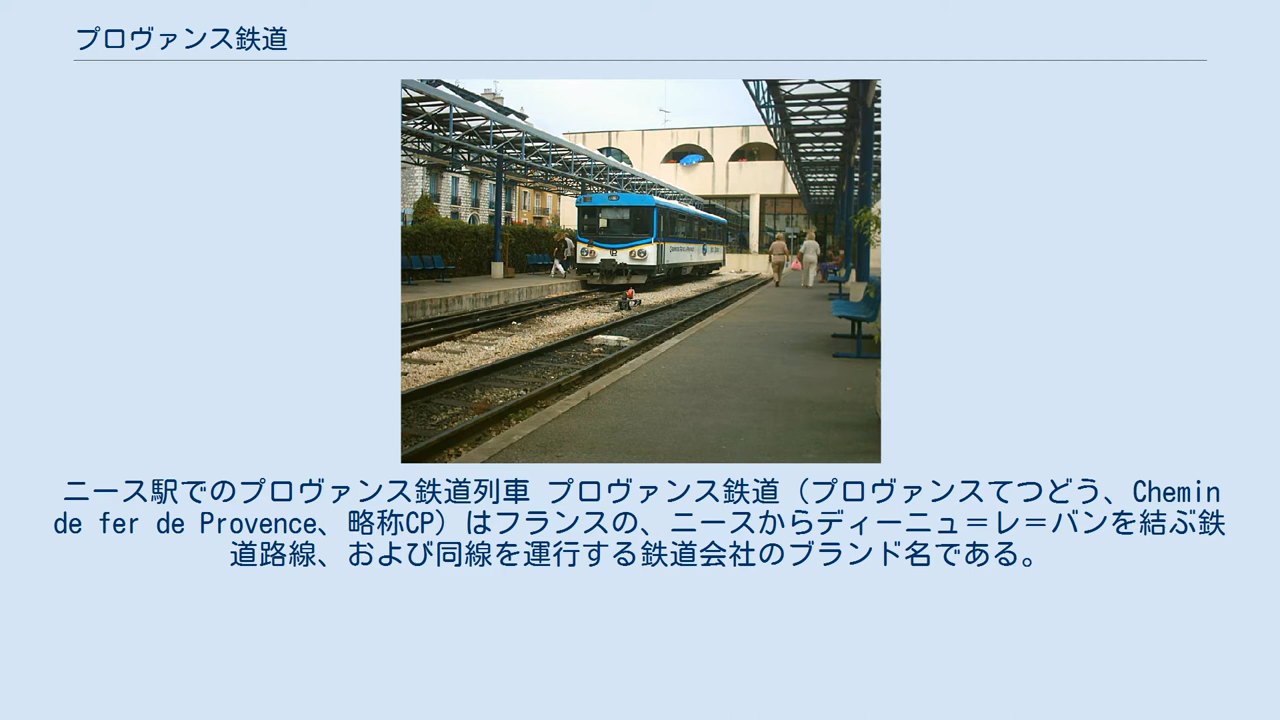 プロヴァンス鉄道
ニース駅でのプロヴァンス鉄道列車 プロヴァンス鉄道（プロヴァンスてつどう、Chemin
de fer de Provence、略称CP）はフランスの、ニースからディーニュ＝レ＝バンを結ぶ鉄
道路線、および同線を運行する鉄道会社のブランド名である。